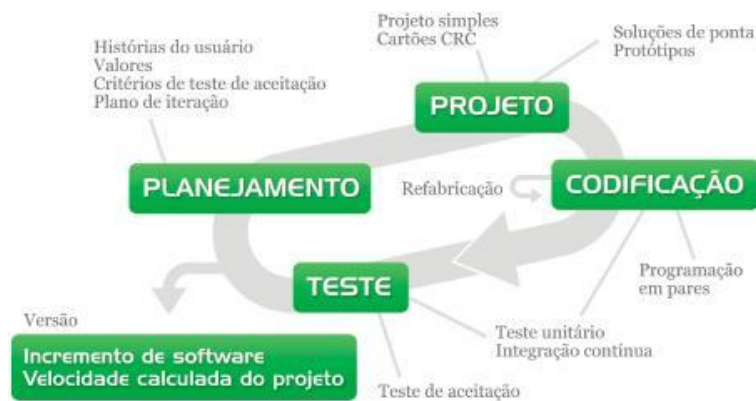 Projeto simples
Cartões CRC
Soluções de ponta
Protótipos
Histórias do usuário
Valores
Critérios de teste de aceitação
Plano de iteração
PROJETO
PLANEJAMENTO
Refabricação
CODIFICAÇÃO
Programação
em pares
TESTE
Versão
Incremento de software
Velocidade calculada do projeto
Teste unitário
Integração contínua
Teste de aceitação